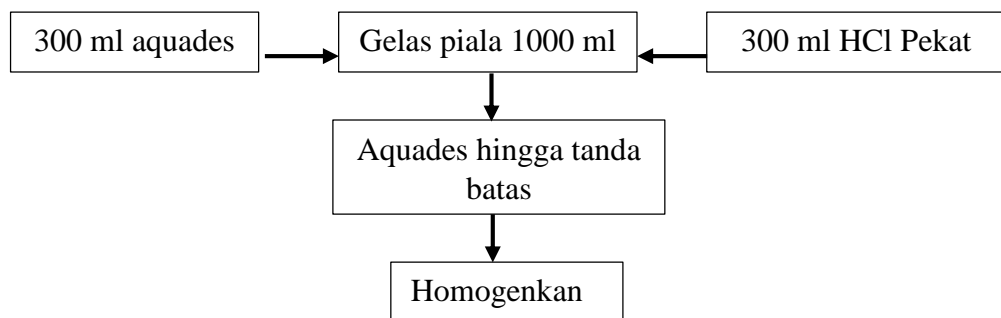 300 ml aquades
Gelas piala 1000 ml
300 ml HCl Pekat
Aquades hingga tanda
batas
Homogenkan